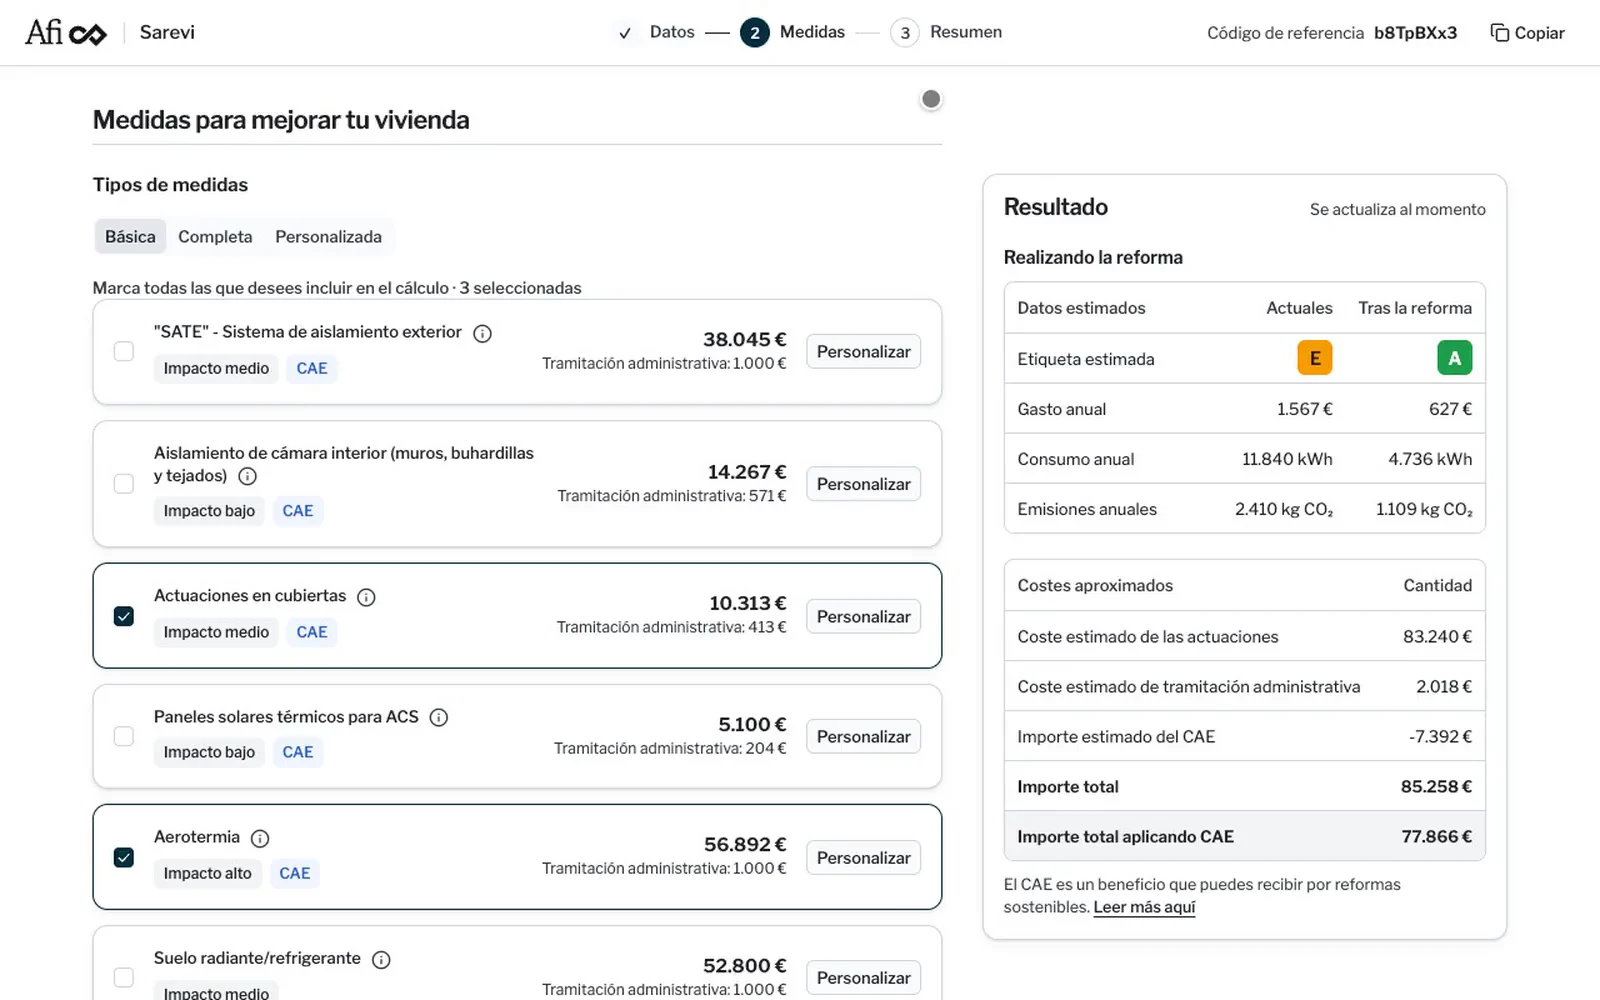 Afi Sarevi
Datos
2 Medidas
3 Resumen
Código de referencia b8TpBXx3
Copiar
Medidas para mejorar tu vivienda
Tipos de medidas
Básica Completa Personalizada
Marca todas las que desees incluir en el cálculo · 3 seleccionadas
"SATE" - Sistema de aislamiento exterior
Impacto medio CAE
38.045 €
Tramitación administrativa: 1.000 €
Personalizar
Aislamiento de cámara interior (muros, buhardillas
y tejados)
Impacto bajo CAE
14.267 €
Tramitación administrativa: 571 €
Personalizar
Actuaciones en cubiertas
Impacto medio CAE
10.313 €
Tramitación administrativa: 413 €
Personalizar
Paneles solares térmicos para ACS
Impacto bajo CAE
5.100 €
Tramitación administrativa: 204 €
Personalizar
Aerotermia
Impacto alto CAE
56.892 €
Tramitación administrativa: 1.000 €
Personalizar
Suelo radiante/refrigerante
Impacto medio
52.800 €
Tramitación administrativa: 1.000 €
Personalizar
Resultado
Se actualiza al momento
Realizando la reforma
Datos estimados Actuales Tras la reforma
Etiqueta estimada E A
Gasto anual 1.567 € 627 €
Consumo anual 11.840 kWh 4.736 kWh
Emisiones anuales 2.410 kg CO₂ 1.109 kg CO₂
Costes aproximados Cantidad
Coste estimado de las actuaciones 83.240 €
Coste estimado de tramitación administrativa 2.018 €
Importe estimado del CAE -7.392 €
Importe total 85.258 €
Importe total aplicando CAE 77.866 €
El CAE es un beneficio que puedes recibir por reformas
sostenibles. Leer más aquí